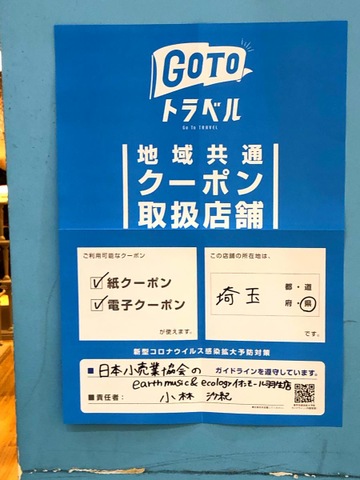 GOTO
トラベル
Go To TRAVEL
地域共通
クーポン
取扱店舗
ご利用可能なクーポン
紙クーポン
電子クーポン
が使えます。
この店舗の所在地は、
埼玉
都・道
府・県
です。
新型コロナウイルス感染拡大予防対策
■日本小売業協会の ガイドラインを遵守しています。
earth music & ecology イオンモール羽生店
■責任者： 小林 沙紀